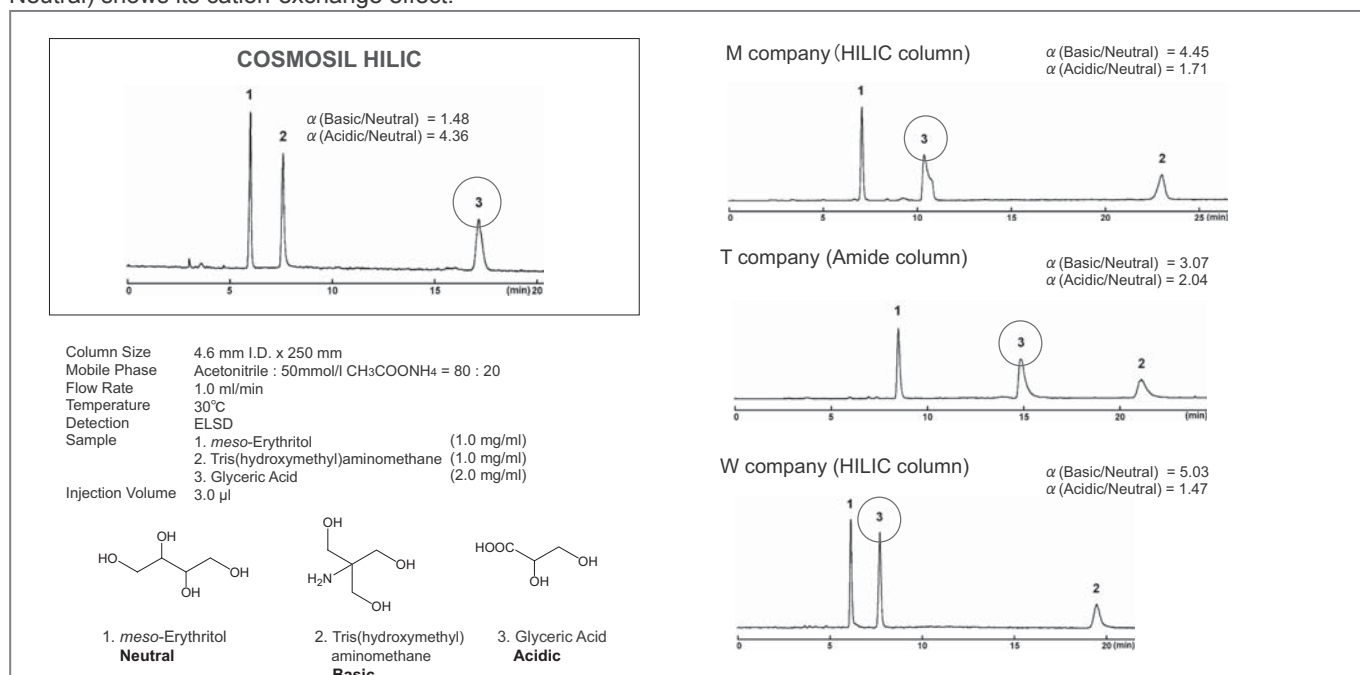 Neutral) shows its cation-exchange effect.
COSMOSIL HILIC
1
2
3
α (Basic/Neutral) = 1.48
α (Acidic/Neutral) = 4.36
0 5 10 15 (min) 20
Column Size 4.6 mm I.D. x 250 mm
Mobile Phase Acetonitrile : 50mmol/l CH3COONH4 = 80 : 20
Flow Rate 1.0 ml/min
Temperature 30°C
Detection ELSD
Sample 1. meso-Erythritol (1.0 mg/ml)
2. Tris(hydroxymethyl)aminomethane (1.0 mg/ml)
3. Glyceric Acid (2.0 mg/ml)
Injection Volume 3.0 µl
OH
HO
OH
OH
1. meso-Erythritol
Neutral
OH
OH
H2N
OH
2. Tris(hydroxymethyl)
aminomethane
Basic
HOOC
OH
OH
3. Glyceric Acid
Acidic
M company (HILIC column)
α (Basic/Neutral) = 4.45
α (Acidic/Neutral) = 1.71
1
3
2
0 5 10 15 20 25 (min)
T company (Amide column)
α (Basic/Neutral) = 3.07
α (Acidic/Neutral) = 2.04
1
3
2
0 5 10 15 20 (min)
W company (HILIC column)
α (Basic/Neutral) = 5.03
α (Acidic/Neutral) = 1.47
1
3
2
0 5 10 15 20 (min)